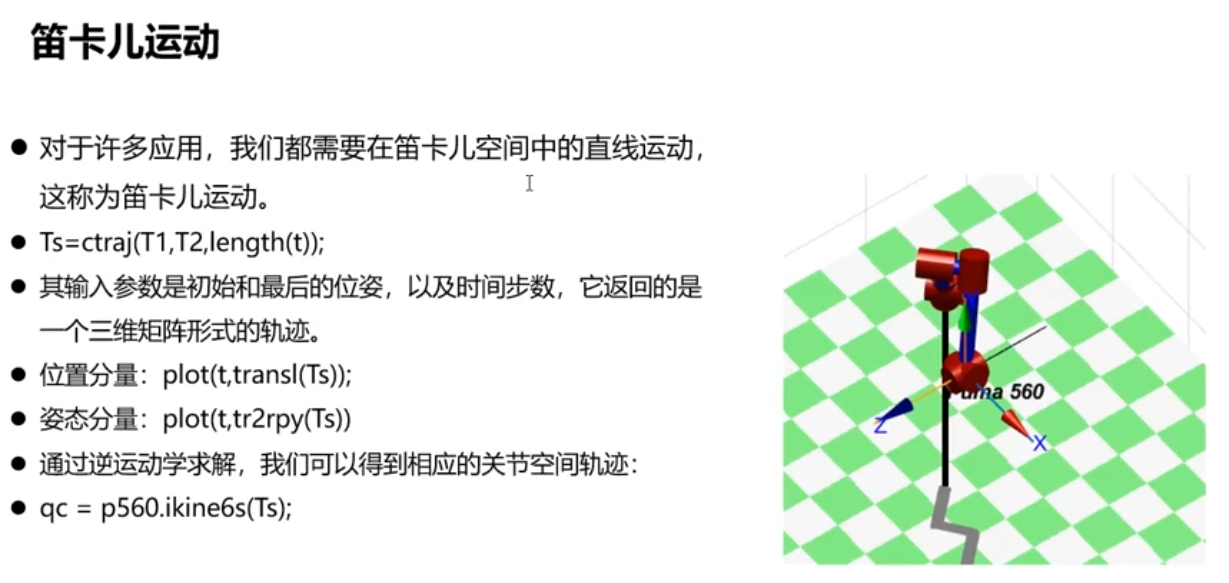 笛卡儿运动
● 对于许多应用，我们都需要在笛卡儿空间中的直线运动，
这称为笛卡儿运动。
● Ts=ctraj(T1,T2,length(t));
● 其输入参数是初始和最后的位姿，以及时间步数，它返回的是
一个三维矩阵形式的轨迹。
● 位置分量：plot(t,transl(Ts));
● 姿态分量：plot(t,tr2rpy(Ts))
● 通过逆运动学求解，我们可以得到相应的关节空间轨迹：
● qc = p560.ikine6s(Ts);
560
Z
X